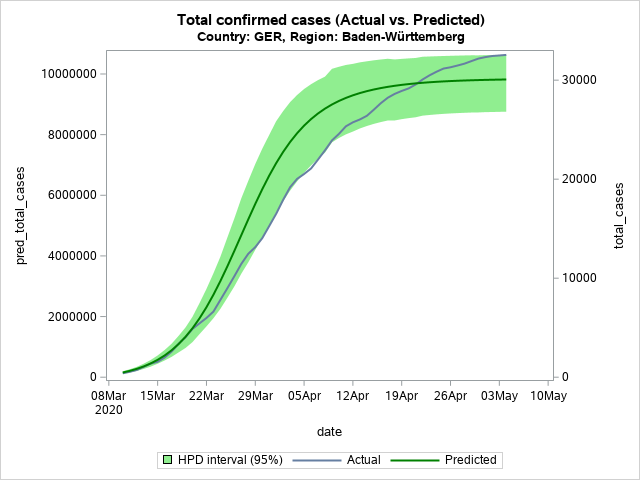 Total confirmed cases (Actual vs. Predicted)
Country: GER, Region: Baden-Württemberg
pred_total_cases
10000000
8000000
6000000
4000000
2000000
0
total_cases
30000
20000
10000
0
08Mar 15Mar 22Mar 29Mar 05Apr 12Apr 19Apr 26Apr 03May 10May
2020
date
HPD interval (95%) Actual Predicted